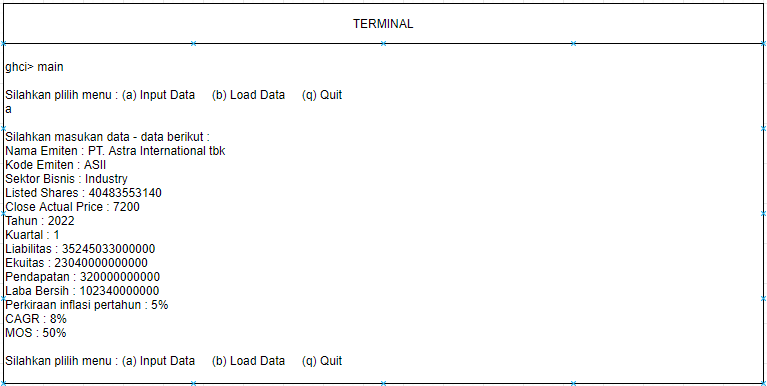 TERMINAL
ghci> main
Silahkan plilih menu : (a) Input Data (b) Load Data (q) Quit
a
Silahkan masukan data - data berikut :
Nama Emiten : PT. Astra International tbk
Kode Emiten : ASII
Sektor Bisnis : Industry
Listed Shares : 40483553140
Close Actual Price : 7200
Tahun : 2022
Kuartal : 1
Liabilitas : 35245033000000
Ekuitas : 23040000000000
Pendapatan : 320000000000
Laba Bersih : 102340000000
Perkiraan inflasi pertahun : 5%
CAGR : 8%
MOS : 50%
Silahkan plilih menu : (a) Input Data (b) Load Data (q) Quit